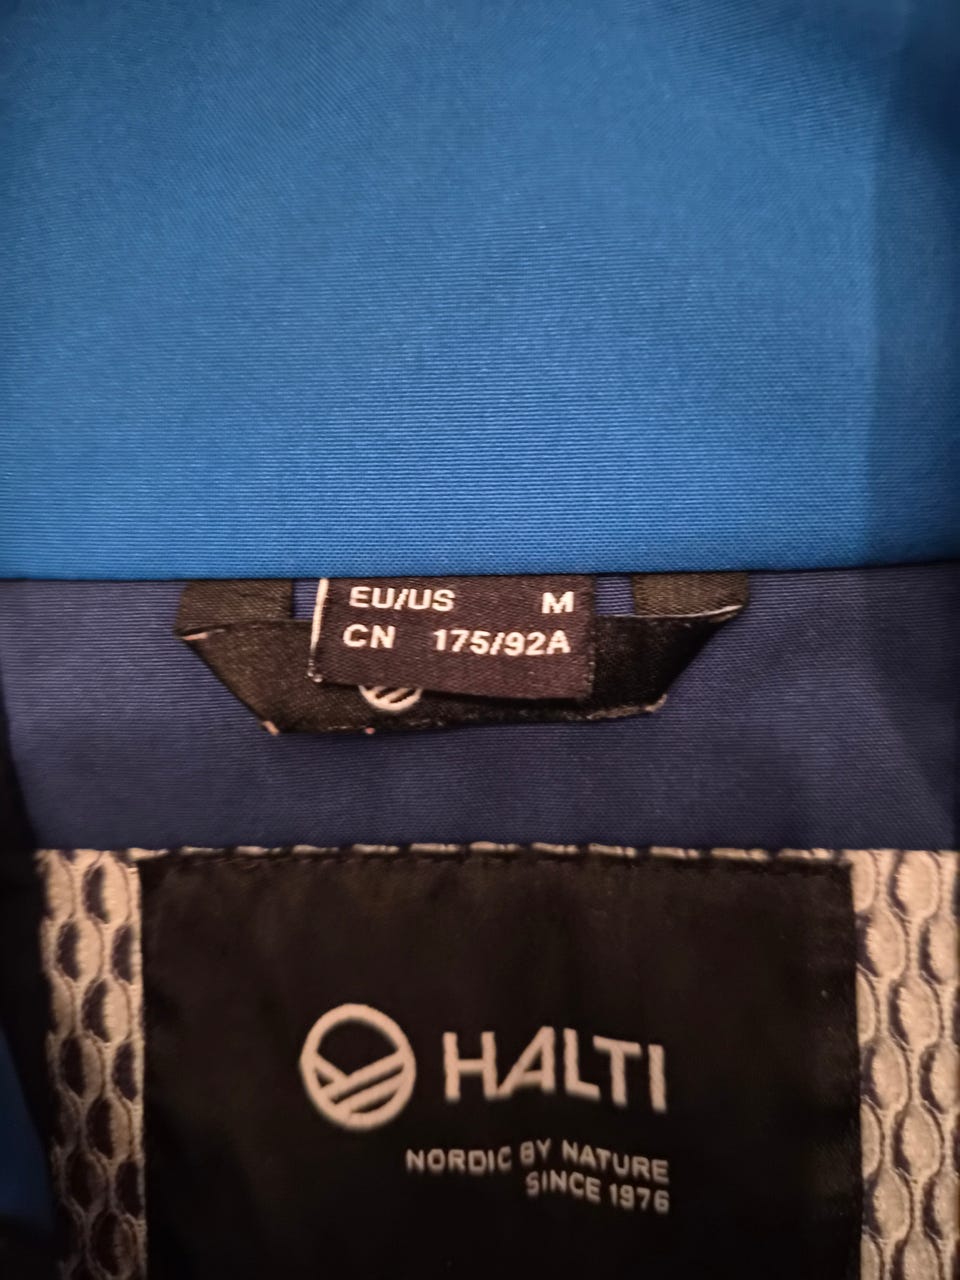 EU/US M
CN 175/92A
HALTI
NORDIC BY NATURE
SINCE 1976